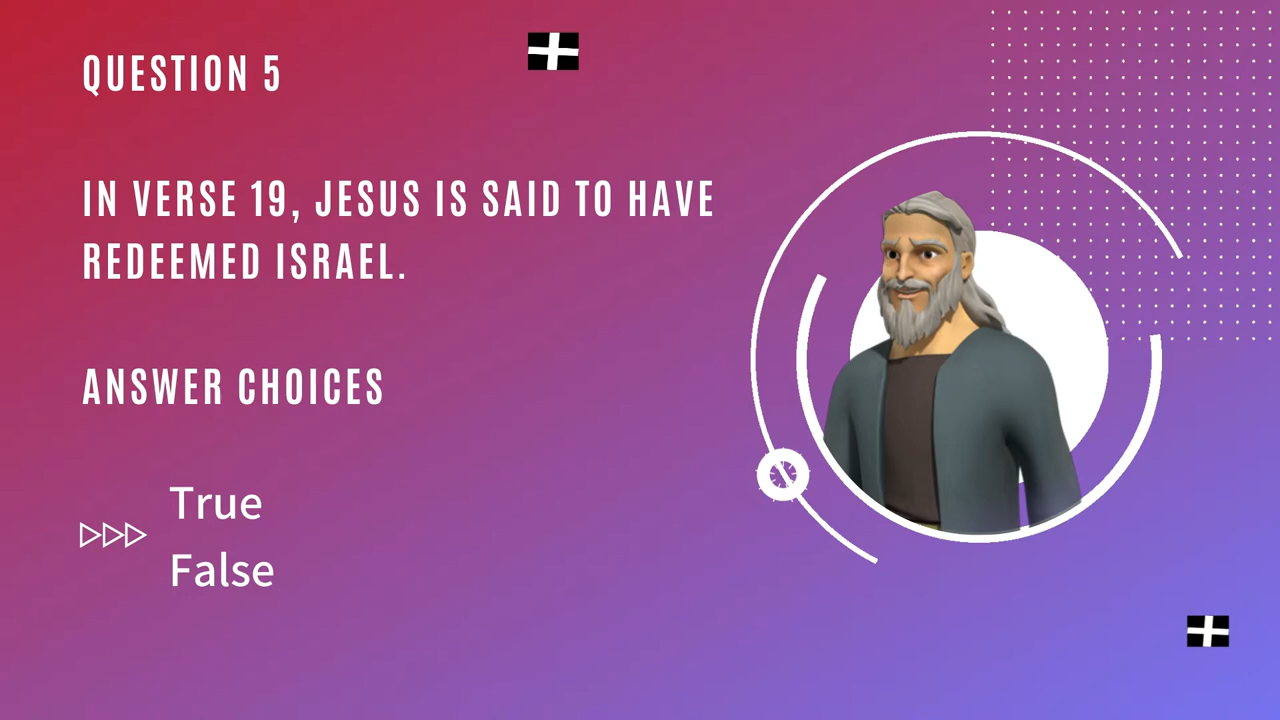 QUESTION 5
IN VERSE 19, JESUS IS SAID TO HAVE
REDEEMED ISRAEL.
ANSWER CHOICES
True
False